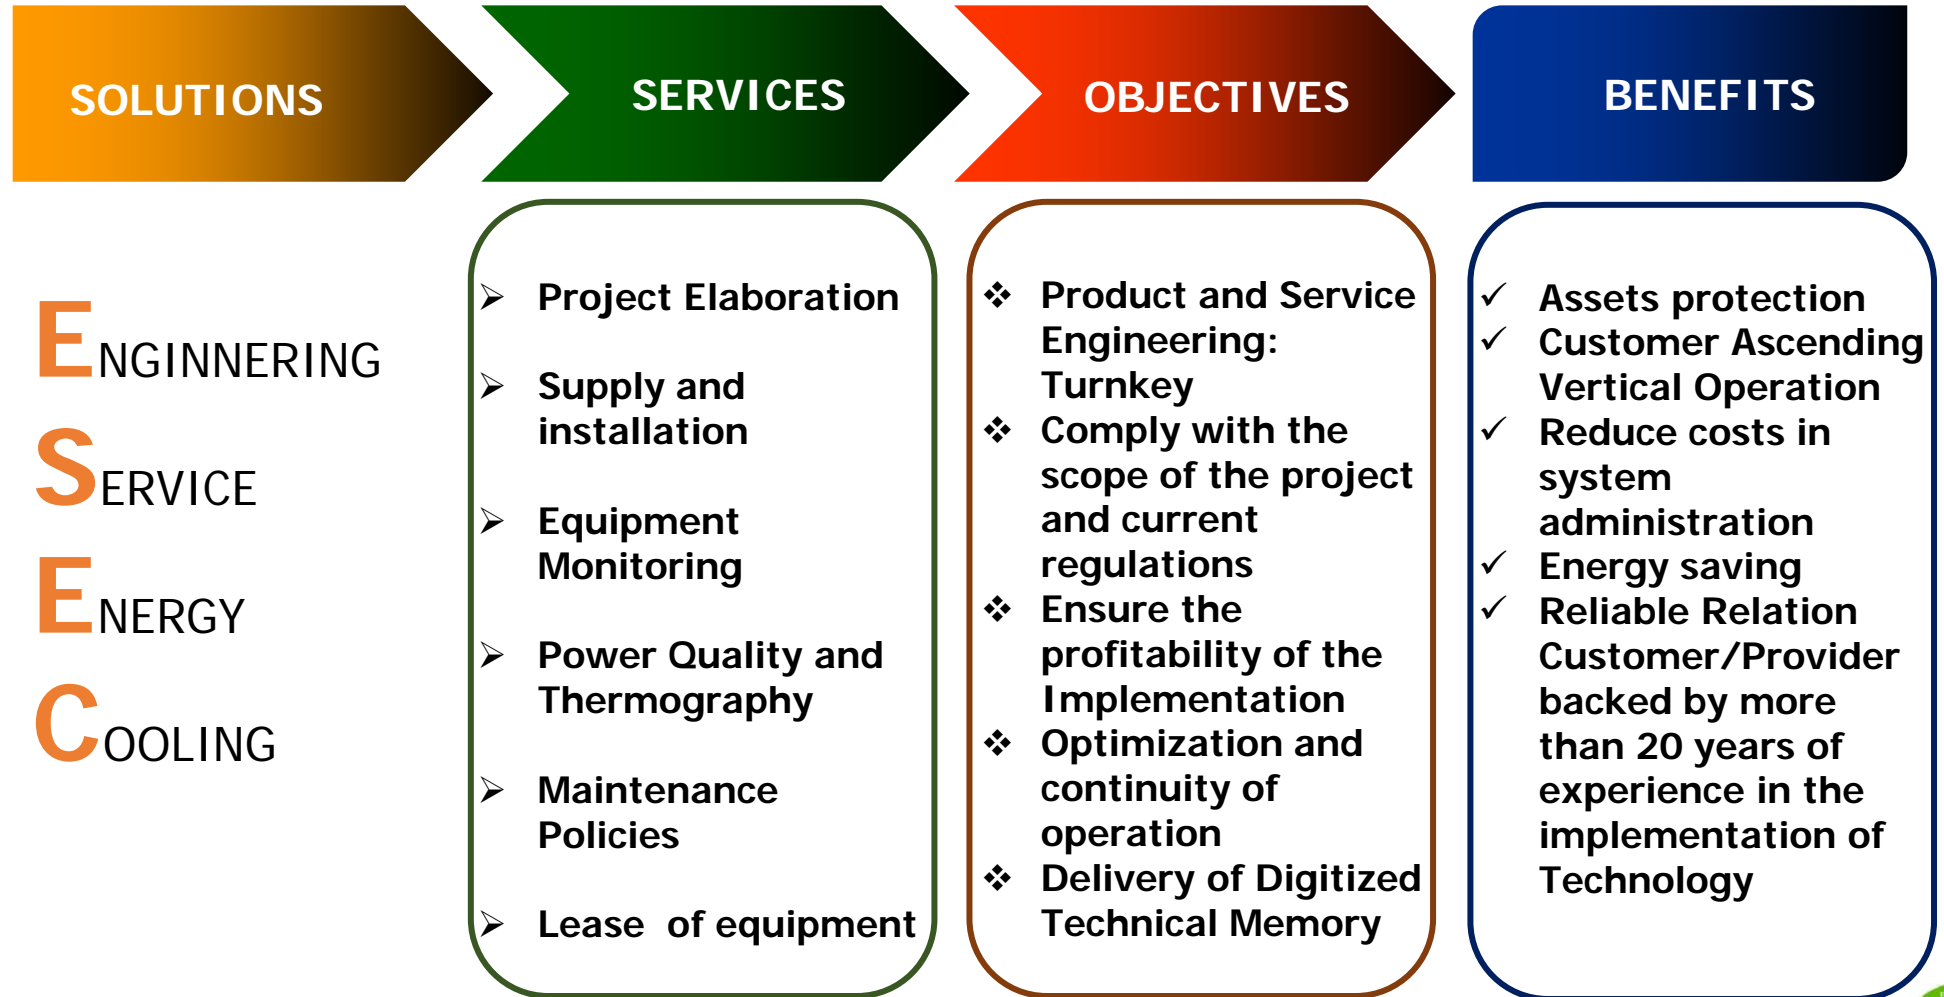 SOLUTIONS
SERVICES
OBJECTIVES
BENEFITS
ENGINNERING
SERVICE
ENERGY
COOLING
Project Elaboration
Supply and
installation
Equipment
Monitoring
Power Quality and
Thermography
Maintenance
Policies
Lease of equipment
Product and Service
Engineering:
Turnkey
Comply with the
scope of the project
and current
regulations
Ensure the
profitability of the
Implementation
Optimization and
continuity of
operation
Delivery of Digitized
Technical Memory
Assets protection
Customer Ascending
Vertical Operation
Reduce costs in
system
administration
Energy saving
Reliable Relation
Customer/Provider
backed by more
than 20 years of
experience in the
implementation of
Technology